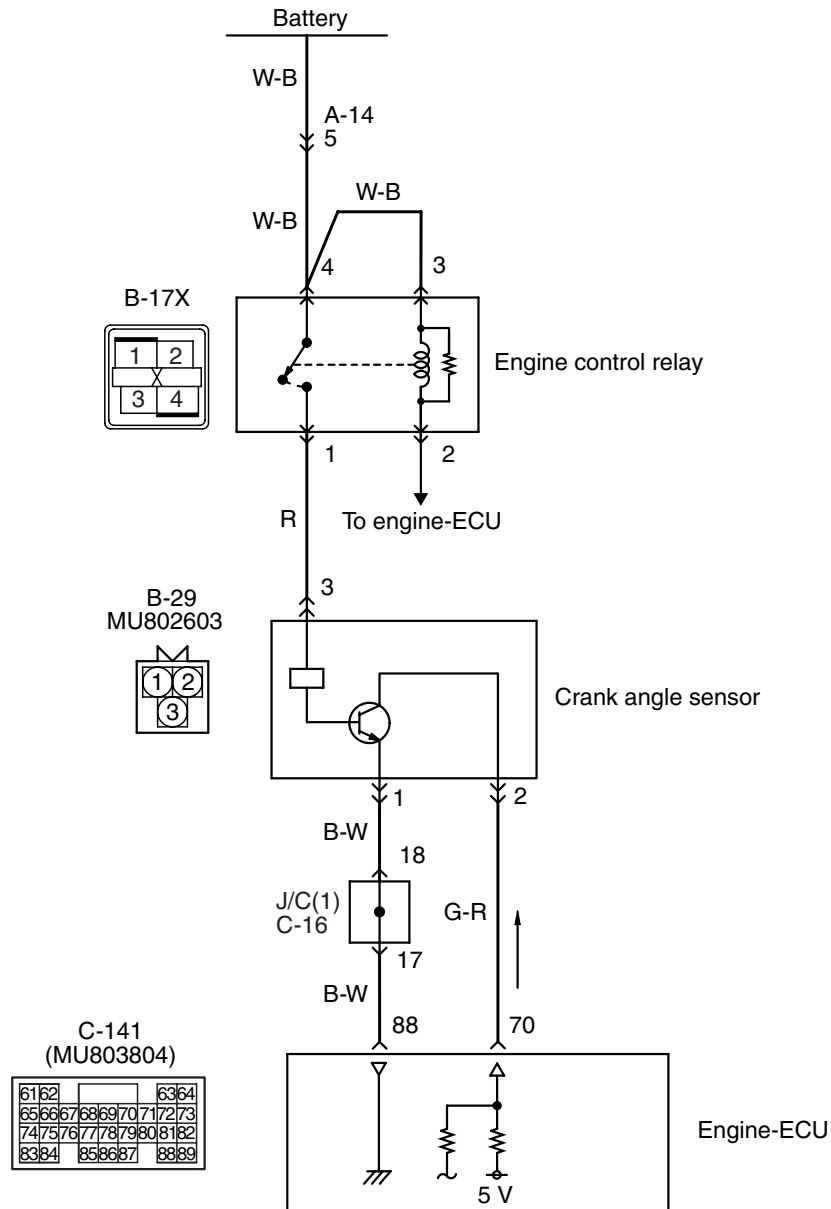 Battery
W-B
A-14
5
W-B
W-B
4
3
B-17X
1 2
3 4
Engine control relay
1
2
R
To engine-ECU
3
B-29
MU802603
1 2
3
Crank angle sensor
1
2
B-W
18
J/C(1)
C-16
G-R
17
B-W
88
70
C-141
(MU803804)
61 62 63 64
65 66 67 68 69 70 71 72 73
74 75 76 77 78 79 80 81 82
83 84 85 86 87 88 89
Engine-ECU
5 V